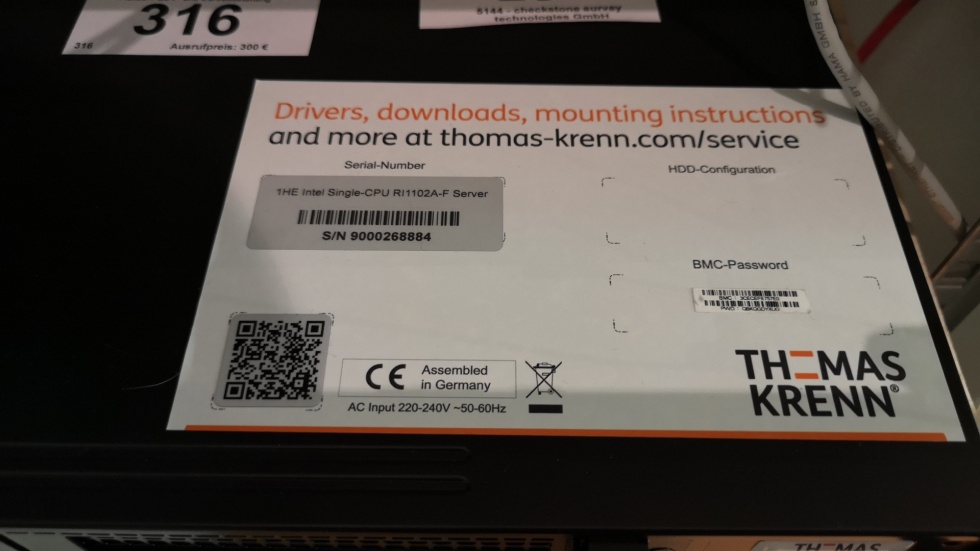 316
316
Ausrufpreis: 300 €
5144 - checkstone survey
technologies GmbH
Drivers, downloads, mounting instructions
and more at thomas-krenn.com/service
Serial-Number
1HE Intel Single-CPU RI1102A-F Server
S/N 9000268884
HDD-Configuration
BMC-Password
CE
Assembled
in Germany
AC Input 220-240V ~50-60Hz
THOMAS
KRENN®
THOMAS